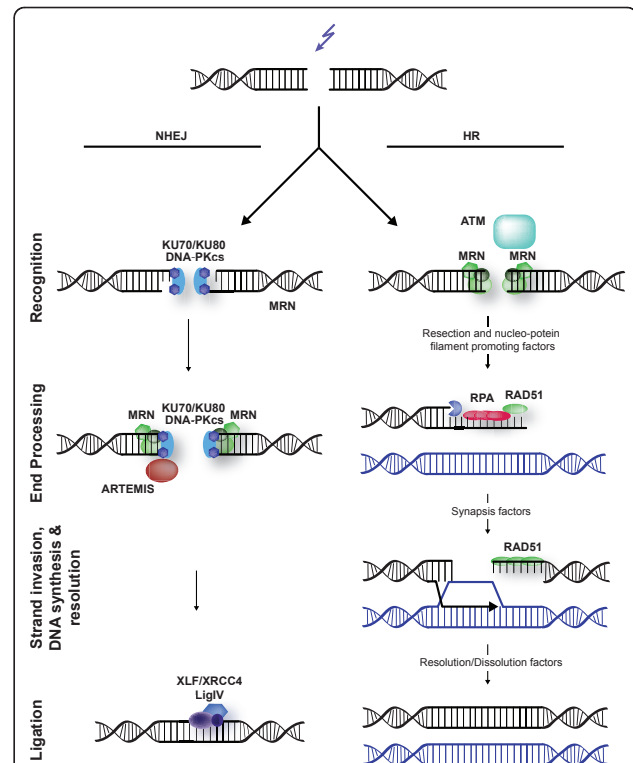 NHEJ
HR
Recognition
KU70/KU80
DNA-PKcs
MRN
ATM
MRN
MRN
Resection and nucleo-potein
filament promoting factors
End Processing
MRN
KU70/KU80
DNA-PKcs
MRN
ARTEMIS
RPA
RAD51
Synapsis factors
Strand invasion,
DNA synthesis &
resolution
RAD51
Resolution/Dissolution factors
Ligation
XLF/XRCC4
LigIV